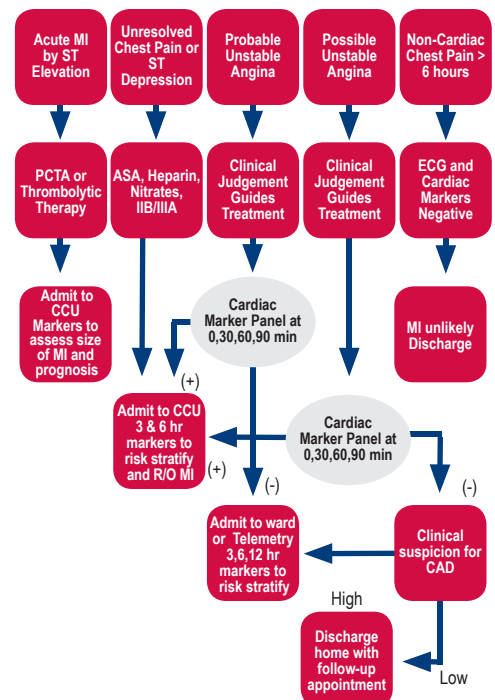 Acute MI
by ST
Elevation
Unresolved
Chest Pain or
ST
Depression
Probable
Unstable
Angina
Possible
Unstable
Angina
Non-Cardiac
Chest Pain >
6 hours
PCTA or
Thrombolytic
Therapy
ASA, Heparin,
Nitrates,
IIB/IIIA
Clinical
Judgement
Guides
Treatment
Clinical
Judgement
Guides
Treatment
ECG and
Cardiac
Markers
Negative
Admit to
CCU
Markers to
assess size
of MI and
prognosis
Cardiac
Marker Panel at
0,30,60,90 min
MI unlikely
Discharge
(+)
Admit to CCU
3 & 6 hr
markers to
risk stratify
and R/O MI
(+)
Cardiac
Marker Panel at
0,30,60,90 min
(-)
(-)
Admit to ward
or Telemetry
3,6,12 hr
markers to
risk stratify
Clinical
suspicion for
CAD
High
Discharge
home with
follow-up
appointment
Low